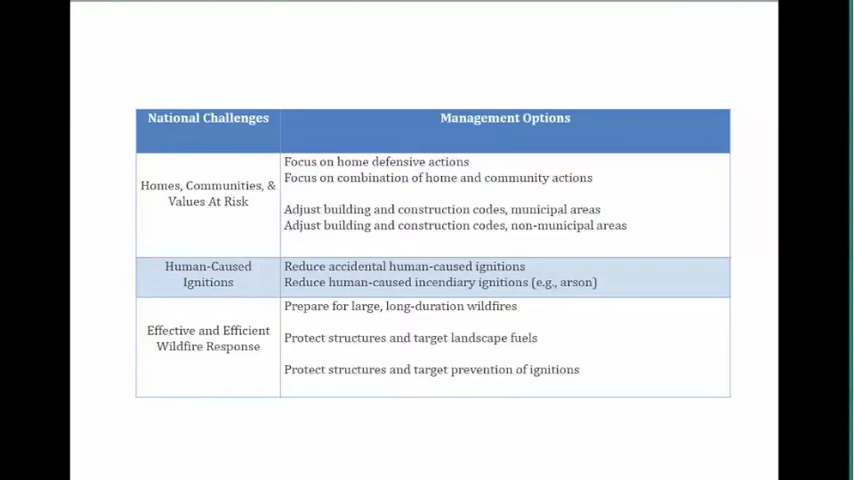 National Challenges
Management Options
Homes, Communities, &
Values At Risk
Focus on home defensive actions
Focus on combination of home and community actions
Adjust building and construction codes, municipal areas
Adjust building and construction codes, non-municipal areas
Human-Caused
Ignitions
Reduce accidental human-caused ignitions
Reduce human-caused incendiary ignitions (e.g., arson)
Effective and Efficient
Wildfire Response
Prepare for large, long-duration wildfires
Protect structures and target landscape fuels
Protect structures and target prevention of ignitions